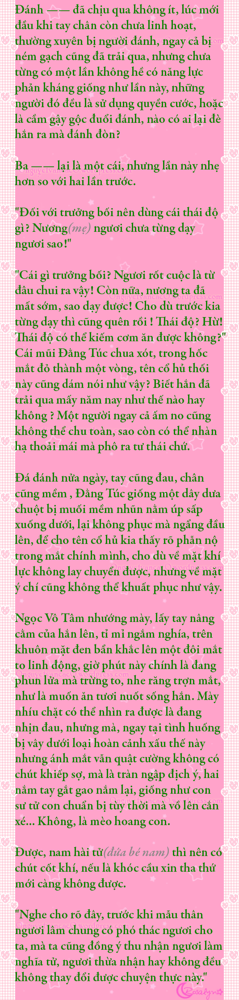 Đánh —— đã chịu qua không ít, lúc mới
đầu khi tay chân còn chưa linh hoạt,
thường xuyên bị người đánh, ngay cả bị
ném gạch cũng đã trải qua, nhưng chưa
từng có một lần không hề có năng lực
phản kháng giống như lần này, những
người đó đều là sử dụng quyền cước, hoặc
là cầm gậy gộc đuổi đánh, nào có ai lại đè
hắn ra mà đánh đòn?
Ba —— lại là một cái, nhưng lần này nhẹ
hơn so với hai lần trước.
"Đối với trưởng bối nên dùng cái thái độ
gì? Nương(mẹ) ngươi chưa từng dạy
ngươi sao!"
"Cái gì trưởng bối? Ngươi rốt cuộc là từ
đâu chui ra vậy! Còn nữa, nương ta đã
mất sớm, sao dạy được! Cho dù trước kia
từng dạy thì cũng quên rồi ! Thái độ? Hừ!
Thái độ có thể kiếm cơm ăn được không?"
Cái mũi Đằng Túc chua xót, trong hốc
mắt đỏ thành một vòng, tên cổ hủ thối
này cũng dám nói như vậy? Biết hắn đã
trải qua mấy năm nay như thế nào hay
không ? Một người ngay cả ấm no cũng
không thể chu toàn, sao còn có thể nhàn
hạ thoải mái mà phô ra tư thái chứ.
Đá đánh nửa ngày, tay cũng đau, chân
cũng mềm , Đằng Túc giống một dây dưa
chuột bị muối mềm nhũn nằm úp sấp
xuống dưới, lại không phục mà ngẩng đầu
lên, để cho tên cổ hủ kia thấy rõ phẫn nộ
trong mắt chính mình, cho dù về mặt khí
lực không lay chuyển được, nhưng về mặt
ý chí cũng không thể khuất phục như vậy.
Ngọc Vô Tâm nhướng mày, lấy tay nâng
cằm của hắn lên, tỉ mỉ ngắm nghía, trên
khuôn mặt đen bẩn khắc lên một đôi mắt
to linh động, giờ phút này chính là đang
phun lửa mà trừng to, nhe răng trợn mắt,
như là muốn ăn tươi nuốt sống hắn. Mày
nhíu chặt có thể nhìn ra được là đang
nhịn đau, nhưng mà, ngay tại tình huống
bị vây dưới loại hoàn cảnh xấu thế này
nhưng ánh mắt vẫn quật cường không có
chút khiếp sợ, mà là tràn ngập địch ý, hai
nắm tay gắt gao nắm lại, giống như con
sư tử con chuẩn bị tùy thời mà vồ lên cắn
xé... Không, là mèo hoang con.
Được, nam hài tử(đứa bé nam) thì nên có
chút cốt khí, nếu là khóc cầu xin tha thứ
mới càng không được.
"Nghe cho rõ đây, trước khi mẫu thân
ngươi lâm chung có phó thác ngươi cho
ta, mà ta cũng đồng ý thu nhận ngươi làm
nghĩa tử, ngươi thừa nhận hay không đều
không thay đổi được chuyện thực này."
Rosalyn